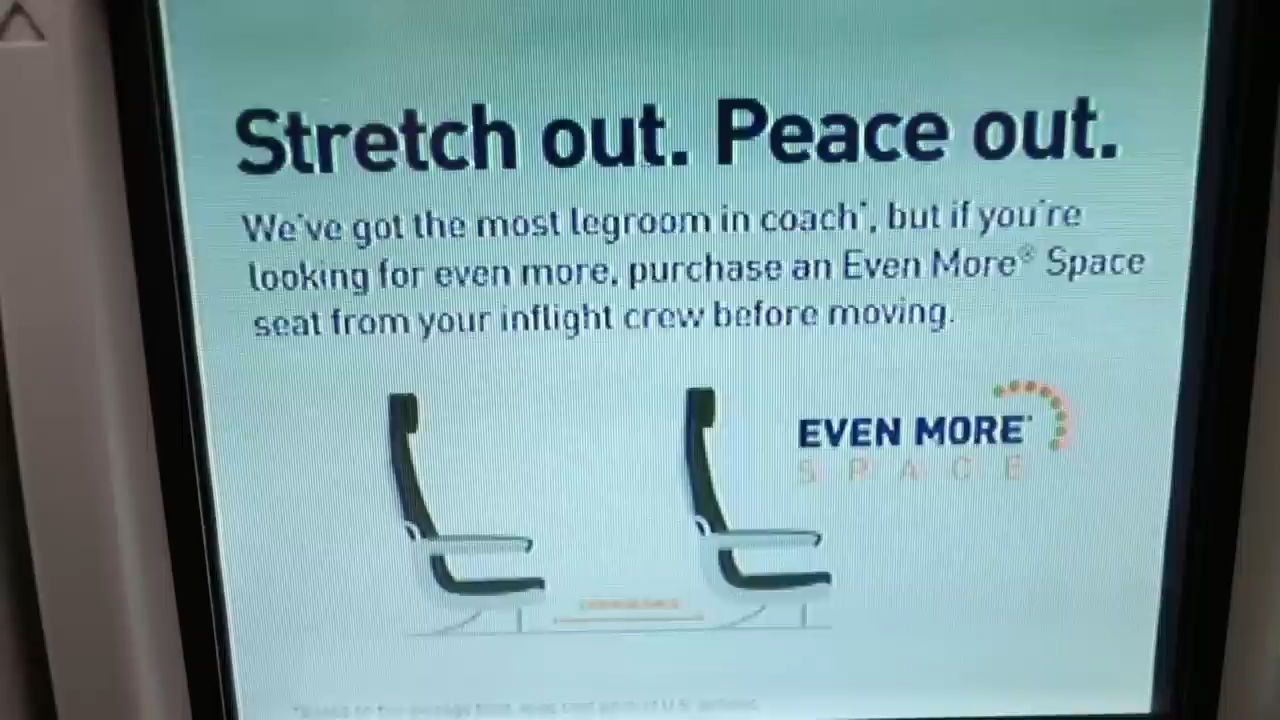 Stretch out. Peace out.
We've got the most legroom in coach*, but if you're
looking for even more, purchase an Even More® Space
seat from your inflight crew before moving.
EVEN MORE
SPACE